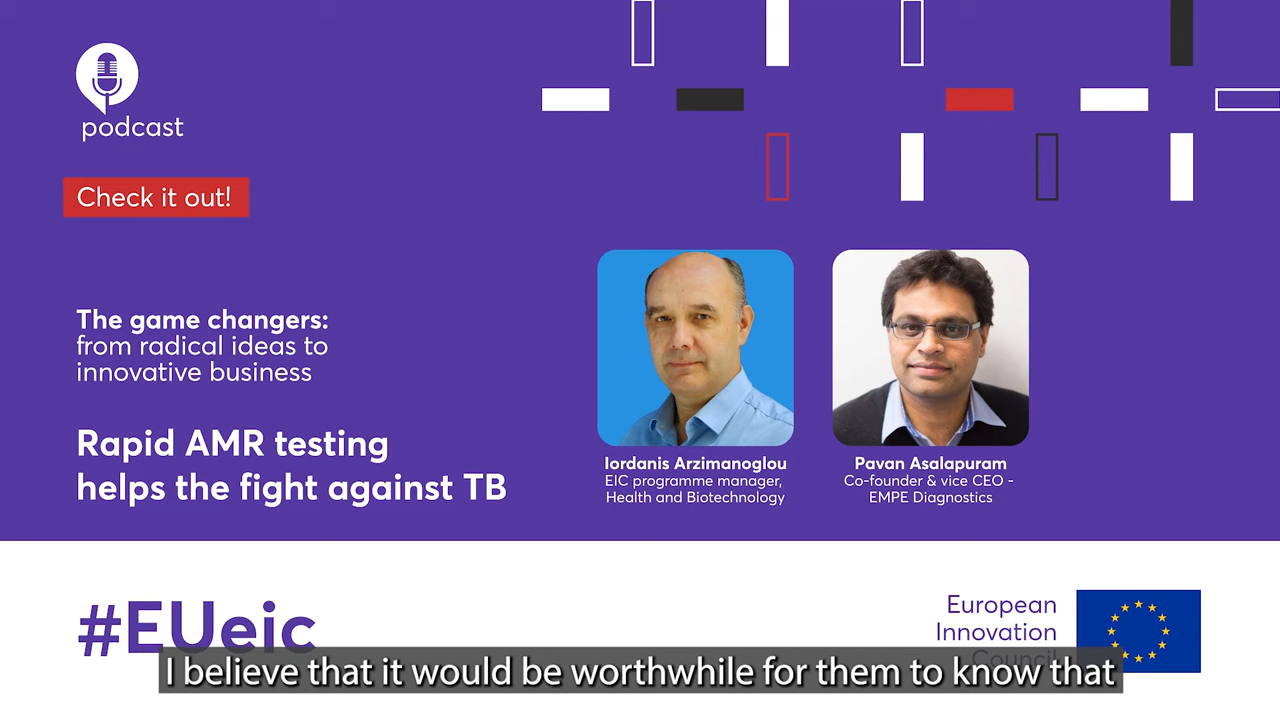 podcast
Check it out!
The game changers:
from radical ideas to
innovative business
Rapid AMR testing
helps the fight against TB
Iordanis Arzimanoglou
EIC programme manager,
Health and Biotechnology
Pavan Asalapuram
Co-founder & vice CEO -
EMPE Diagnostics
#EUeic
European
Innovation
Council
I believe that it would be worthwhile for them to know that